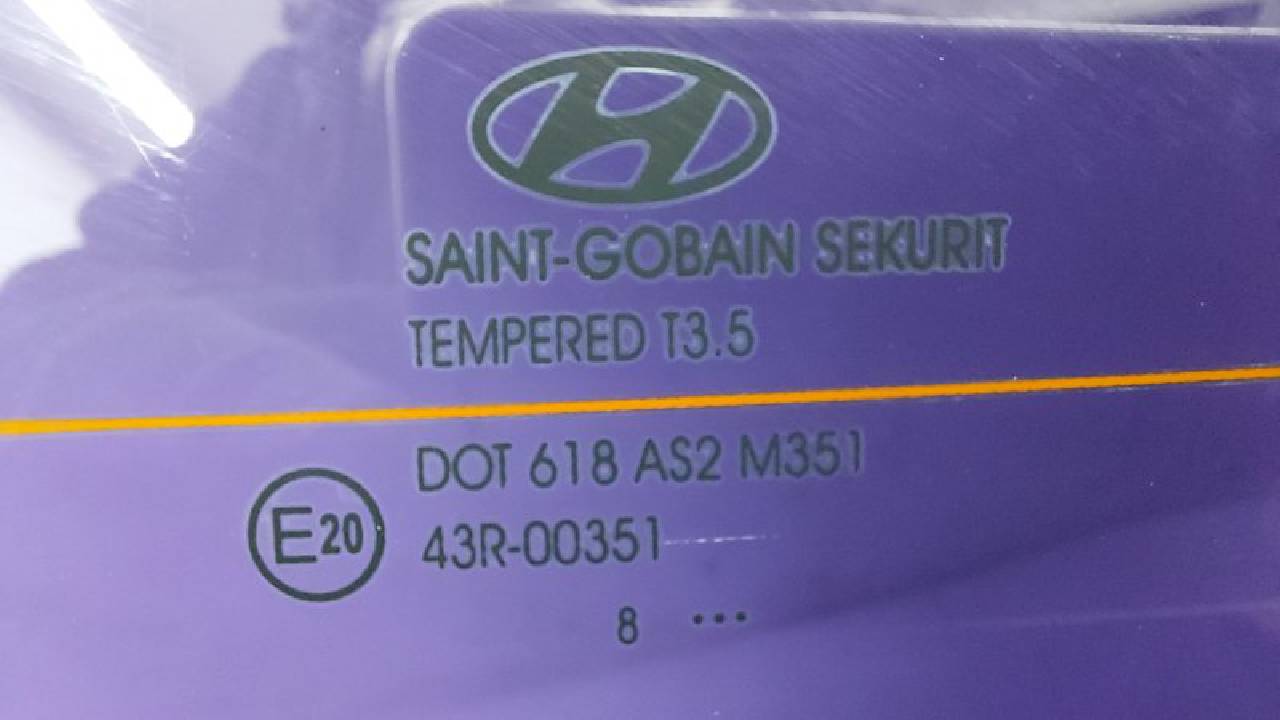 SAINT-GOBAIN SEKURIT
TEMPERED T3.5
DOT 618 AS2 M351
E20
43R-00351
8 ...